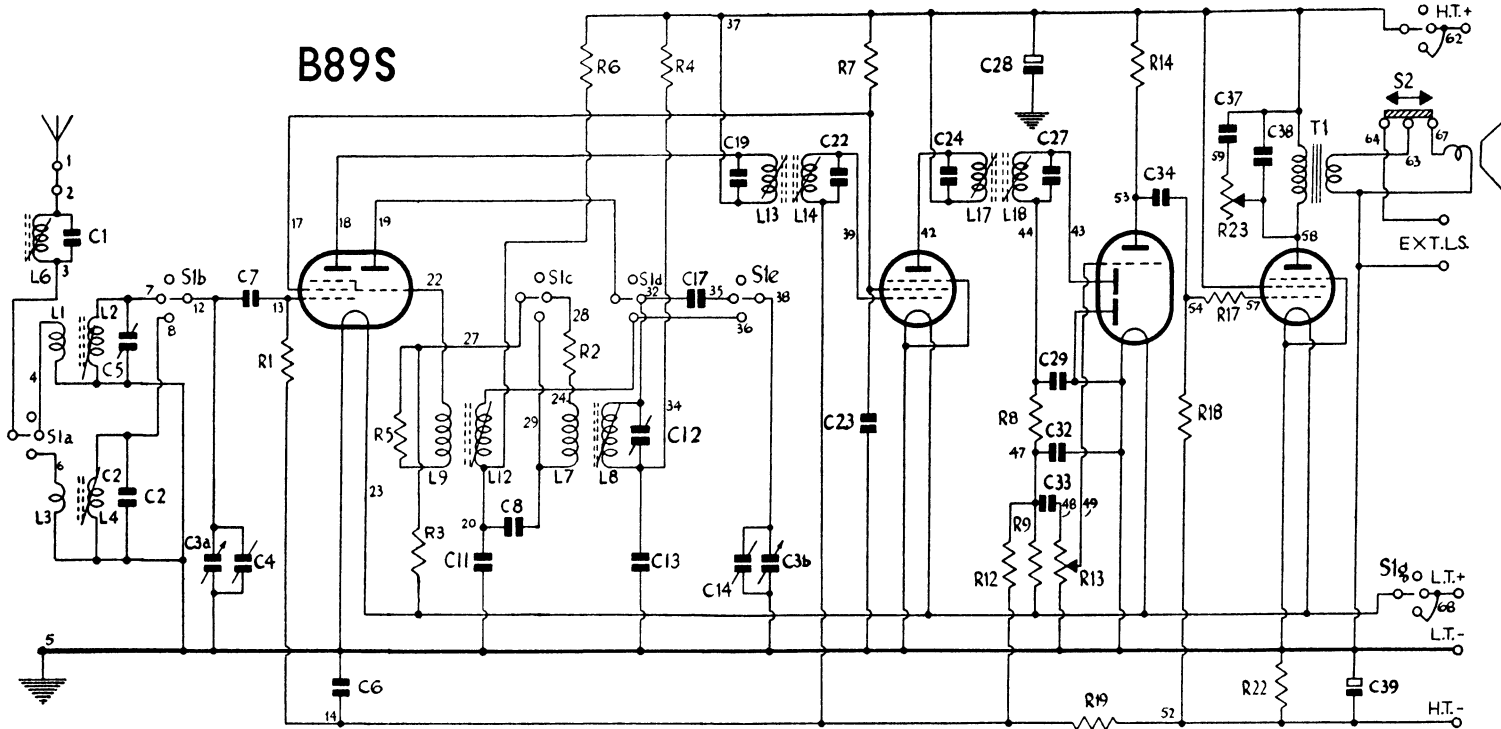 B89S
37
H.T.+
62
R6
R4
R7
C28
R14
S2
C37
C38
T1
64
63
67
59
R23
58
EXT.L.S.
1
2
C1
L6
3
C19
C22
L13
L14
C24
C27
L17
L18
C34
53
17
18
19
39
42
44
43
7
S1b
12
8
C7
13
22
S1c
S1d
32
C17
35
S1e
38
36
54
R17
57
L1
L2
C5
4
R1
27
28
R2
24
29
34
C12
S1a
6
R5
L9
L12
L7
L8
C23
C29
R8
C32
47
R18
C2
C2
L3
L4
23
R3
20
C8
C33
48
49
R9
C3a
C4
C11
C13
C14
C3b
R12
R13
S1g
L.T.+
68
5
L.T.-
C6
14
R19
52
R22
C39
H.T.-